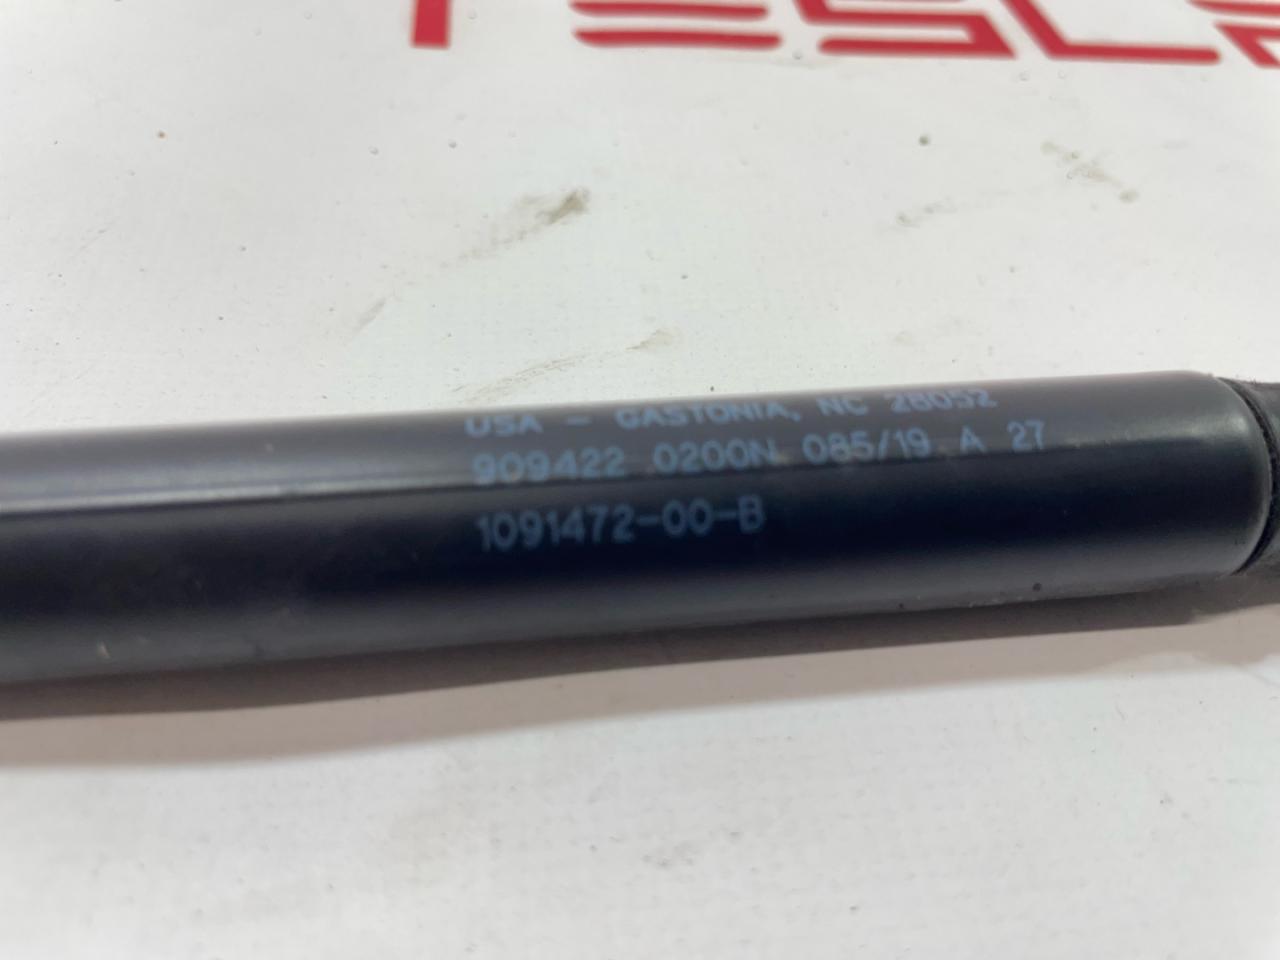 TESLA
USA - GASTONIA, NC 28052
909422 0200N 085/19 A 27
1091472-00-B